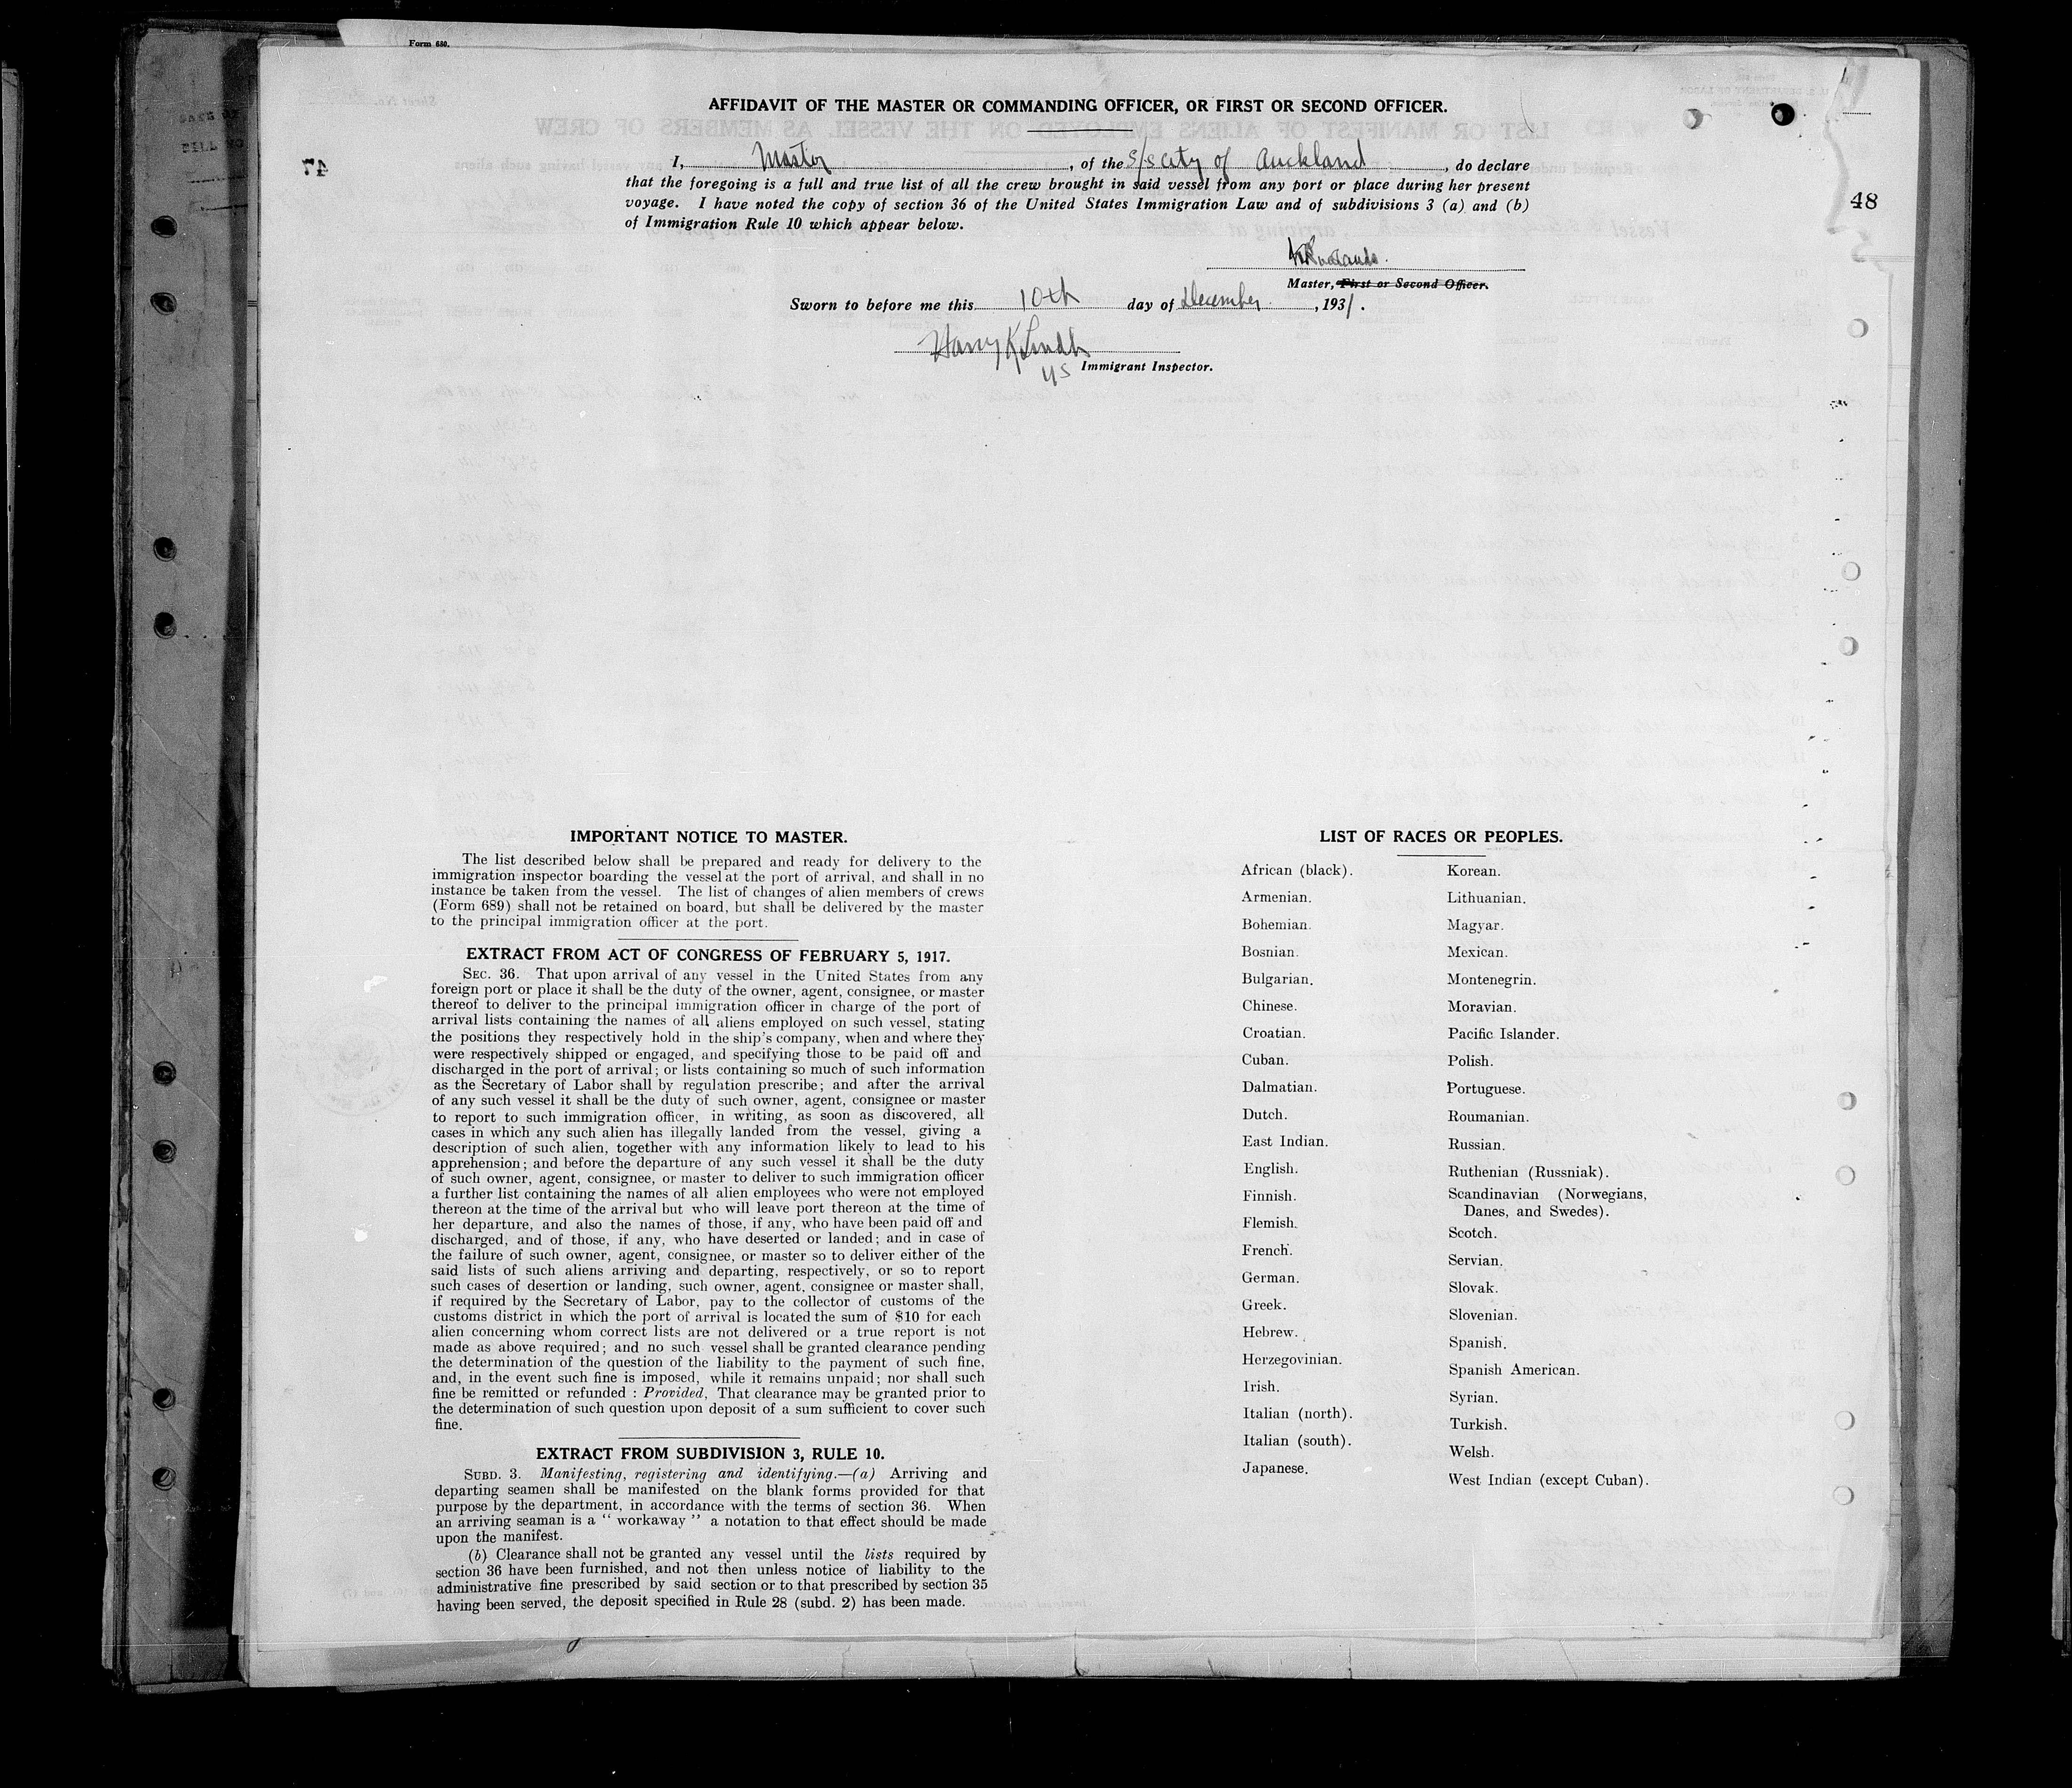 Form 680.
AFFIDAVIT OF THE MASTER OR COMMANDING OFFICER, OR FIRST OR SECOND OFFICER.
I, Master, of the S/S City of Auckland, do declare
that the foregoing is a full and true list of all the crew brought in said vessel from any port or place during her present
voyage. I have noted the copy of section 36 of the United States Immigration Law and of subdivisions 3 (a) and (b)
of Immigration Rule 10 which appear below.
47
48
Master, First or Second Officer.
Sworn to before me this 10th day of December, 1931.
Harry K
US Immigrant Inspector.
IMPORTANT NOTICE TO MASTER.
The list described below shall be prepared and ready for delivery to the
immigration inspector boarding the vessel at the port of arrival, and shall in no
instance be taken from the vessel. The list of changes of alien members of crews
(Form 689) shall not be retained on board, but shall be delivered by the master
to the principal immigration officer at the port.
EXTRACT FROM ACT OF CONGRESS OF FEBRUARY 5, 1917.
SEC. 36. That upon arrival of any vessel in the United States from any
foreign port or place it shall be the duty of the owner, agent, consignee, or master
thereof to deliver to the principal immigration officer in charge of the port of
arrival lists containing the names of all aliens employed on such vessel, stating
the positions they respectively hold in the ship's company, when and where they
were respectively shipped or engaged, and specifying those to be paid off and
discharged in the port of arrival; or lists containing so much of such information
as the Secretary of Labor shall by regulation prescribe; and after the arrival
of any such vessel it shall be the duty of such owner, agent, consignee or master
to report to such immigration officer, in writing, as soon as discovered, all
cases in which any such alien has illegally landed from the vessel, giving a
description of such alien, together with any information likely to lead to his
apprehension; and before the departure of any such vessel it shall be the duty
of such owner, agent, consignee, or master to deliver to such immigration officer
a further list containing the names of all alien employees who were not employed
thereon at the time of the arrival but who will leave port thereon at the time of
her departure, and also the names of those, if any, who have been paid off and
discharged, and of those, if any, who have deserted or landed; and in case of
the failure of such owner, agent, consignee, or master so to deliver either of the
said lists of such aliens arriving and departing, respectively, or so to report
such cases of desertion or landing, such owner, agent, consignee or master shall,
if required by the Secretary of Labor, pay to the collector of customs of the
customs district in which the port of arrival is located the sum of $10 for each
alien concerning whom correct lists are not delivered or a true report is not
made as above required; and no such vessel shall be granted clearance pending
the determination of the question of the liability to the payment of such fine,
and, in the event such fine is imposed, while it remains unpaid; nor shall such
fine be remitted or refunded : Provided, That clearance may be granted prior to
the determination of such question upon deposit of a sum sufficient to cover such
fine.
EXTRACT FROM SUBDIVISION 3, RULE 10.
SUBD. 3. Manifesting, registering and identifying.—(a) Arriving and
departing seamen shall be manifested on the blank forms provided for that
purpose by the department, in accordance with the terms of section 36. When
an arriving seaman is a " workaway " a notation to that effect should be made
upon the manifest.
(b) Clearance shall not be granted any vessel until the lists required by
section 36 have been furnished, and not then unless notice of liability to the
administrative fine prescribed by said section or to that prescribed by section 35
having been served, the deposit specified in Rule 28 (subd. 2) has been made.
LIST OF RACES OR PEOPLES.
African (black).
Armenian.
Bohemian.
Bosnian.
Bulgarian.
Chinese.
Croatian.
Cuban.
Dalmatian.
Dutch.
East Indian.
English.
Finnish.
Flemish.
French.
German.
Greek.
Hebrew.
Herzegovinian.
Irish.
Italian (north).
Italian (south).
Japanese.
Korean.
Lithuanian.
Magyar.
Mexican.
Montenegrin.
Moravian.
Pacific Islander.
Polish.
Portuguese.
Roumanian.
Russian.
Ruthenian (Russniak).
Scandinavian (Norwegians,
Danes, and Swedes).
Scotch.
Servian.
Slovak.
Slovenian.
Spanish.
Spanish American.
Syrian.
Turkish.
Welsh.
West Indian (except Cuban).